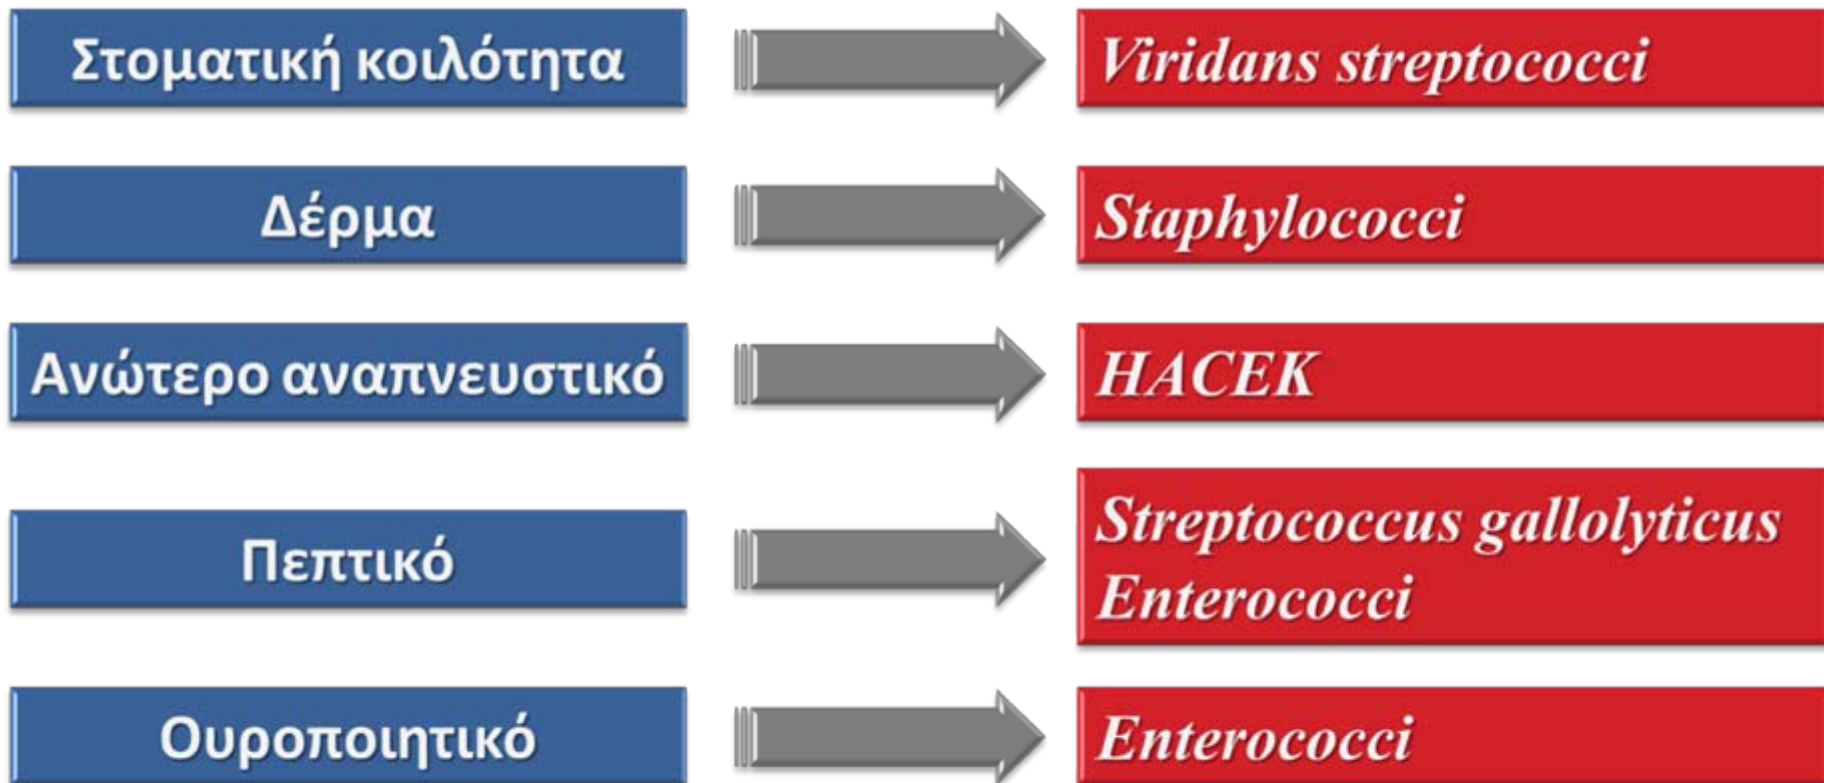 Στοματική κοιλότητα
Viridans streptococci
Δέρμα
Staphylococci
Ανώτερο αναπνευστικό
HACEK
Πεπτικό
Streptococcus gallolyticus
Enterococci
Ουροποιητικό
Enterococci